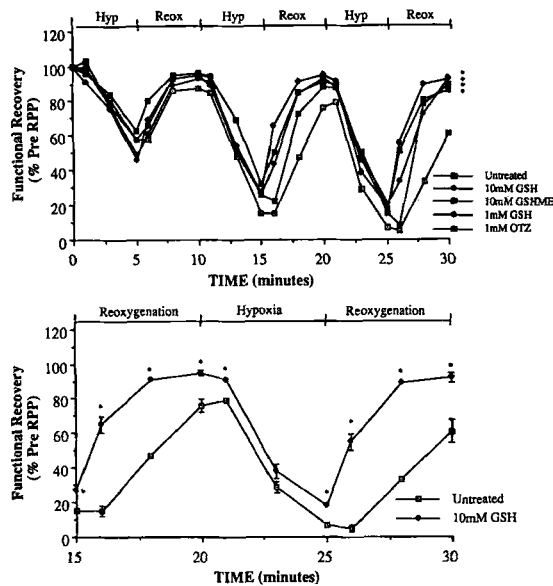 Hyp Reox Hyp Reox Hyp Reox
120
100
80
60
40
20
0
Functional Recovery
(% Pre RPP)
Untreated
10mM GSH
10mM GSHME
1mM GSH
1mM OTZ
****
0 5 10 15 20 25 30
TIME (minutes)
Reoxygenation Hypoxia Reoxygenation
120
100
80
60
40
20
0
Functional Recovery
(% Pre RPP)
* * * * * * * * *
Untreated
10mM GSH
15 20 25 30
TIME (minutes)